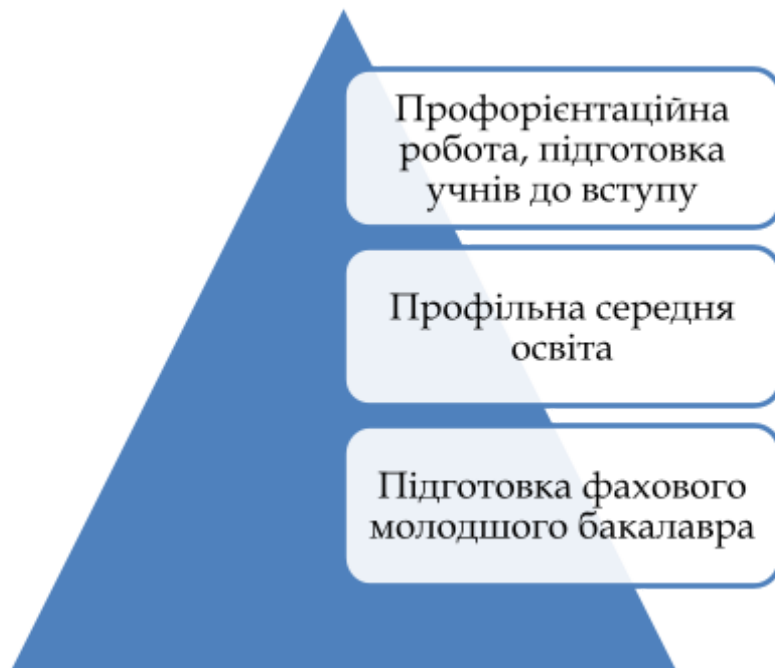 Профорієнтаційна
робота, підготовка
учнів до вступу
Профільна середня
освіта
Підготовка фахового
молодшого бакалавра